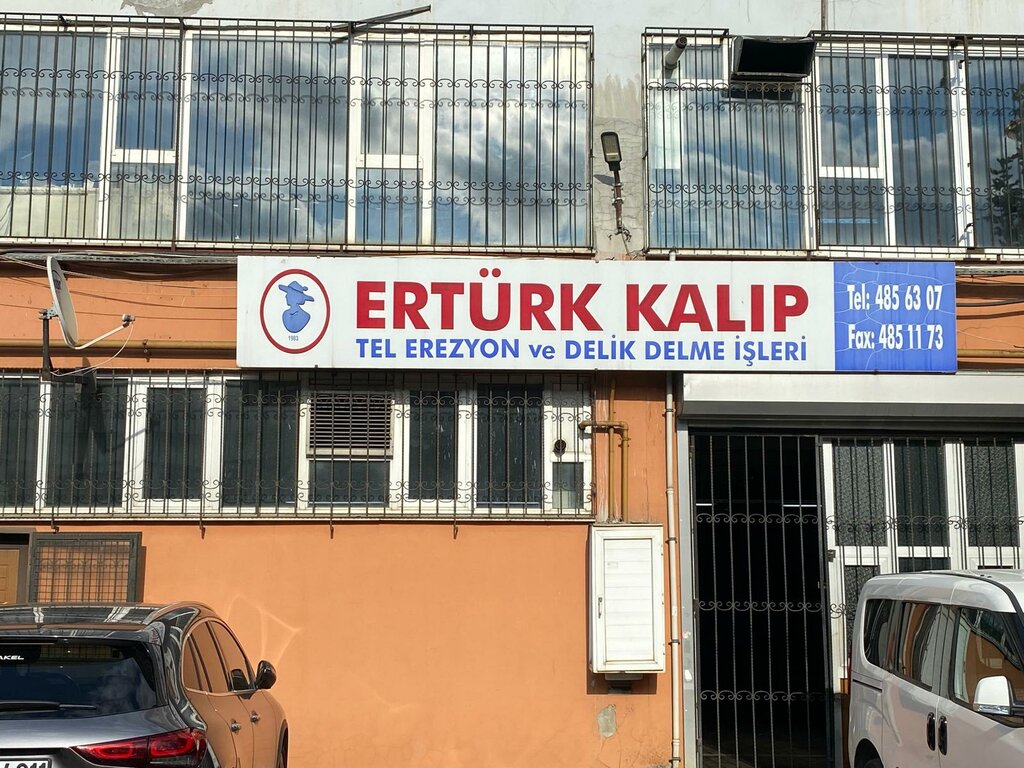 ERTÜRK KALIP
TEL EREZYON ve DELİK DELME İŞLERİ
1983
Tel: 485 63 07
Fax: 485 11 73